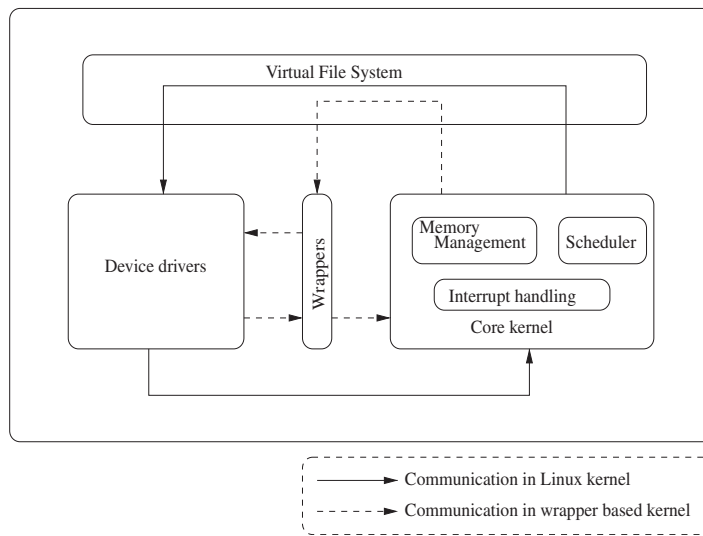 Virtual File System
Device drivers
Wrappers
Memory
Management
Scheduler
Interrupt handling
Core kernel
Communication in Linux kernel
Communication in wrapper based kernel